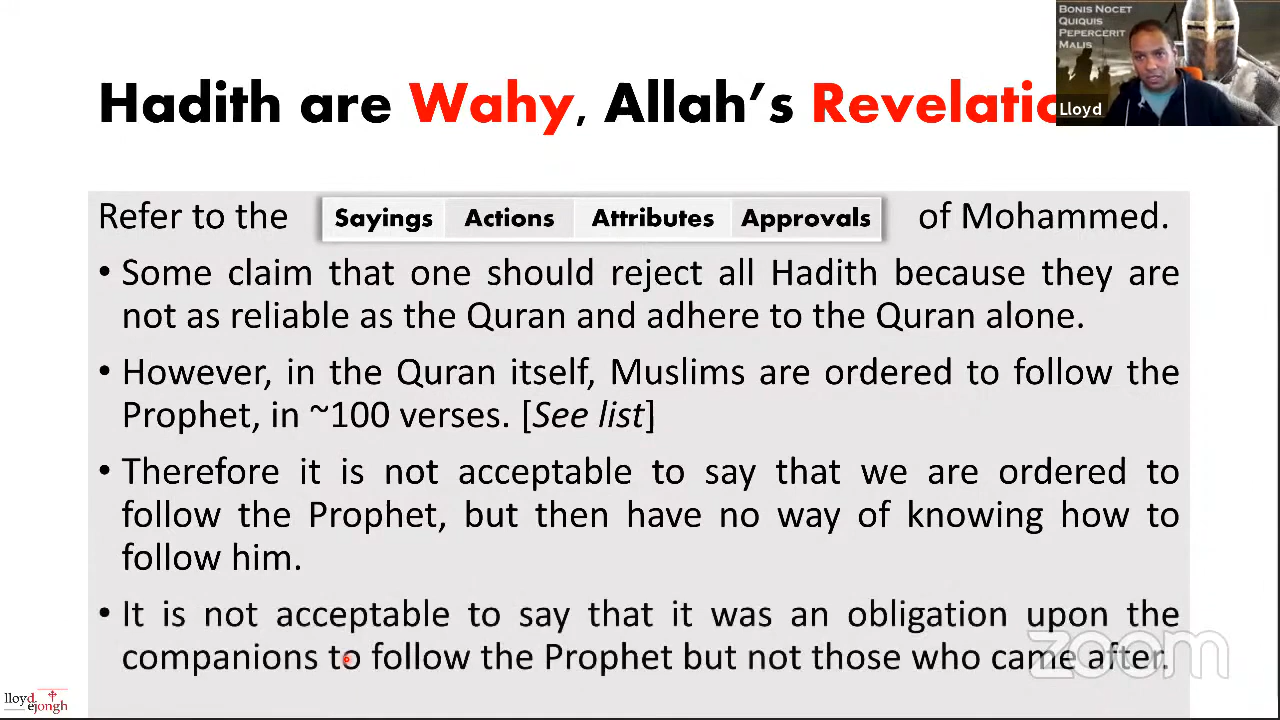 Bonis Nocet
Quiquis
Pepercerit
Malis
Lloyd
Hadith are Wahy, Allah's Revelatio
Refer to the Sayings Actions Attributes Approvals of Mohammed.
• Some claim that one should reject all Hadith because they are
not as reliable as the Quran and adhere to the Quran alone.
• However, in the Quran itself, Muslims are ordered to follow the
Prophet, in ~100 verses. [See list]
• Therefore it is not acceptable to say that we are ordered to
follow the Prophet, but then have no way of knowing how to
follow him.
• It is not acceptable to say that it was an obligation upon the
companions to follow the Prophet but not those who came after.
zoom
lloyd
dejongh